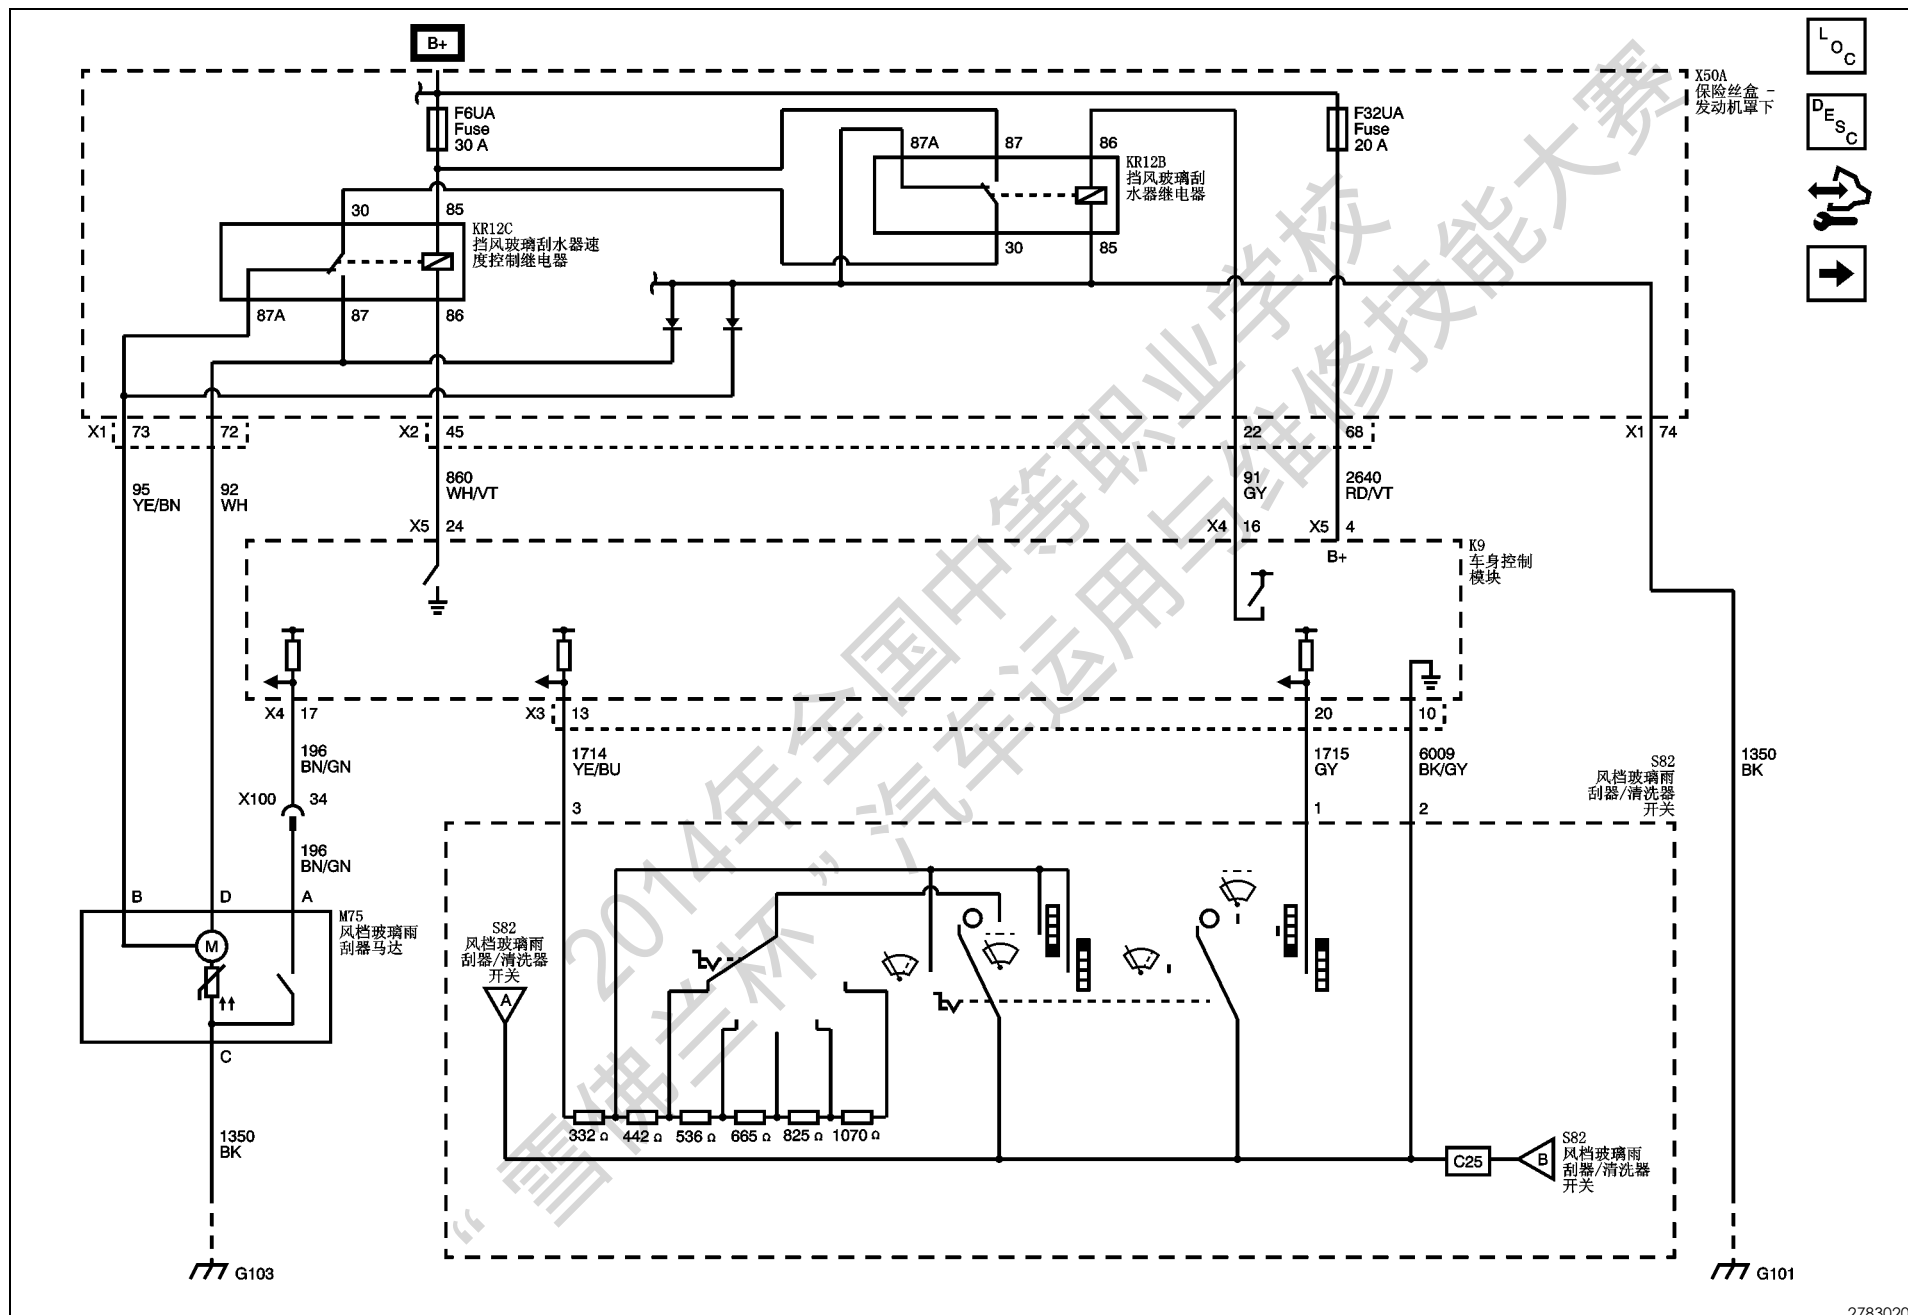 B+
L
O
C
D
E
S
C
X50A
保险丝盒 -
发动机罩下
F6UA
Fuse
30 A
F32UA
Fuse
20 A
87A
87
86
KR12B
挡风玻璃刮
水器继电器
30
85
30
85
KR12C
挡风玻璃刮水器速
度控制继电器
87A
87
86
X1
73
72
X2
45
22
68
X1
74
95
YE/BN
92
WH
860
WH/VT
91
GY
2640
RD/VT
X5
24
X4
16
X5
4
B+
K9
车身控制
模块
X4
17
X3
13
20
10
196
BN/GN
1714
YE/BU
1715
GY
6009
BK/GY
S82
风档玻璃雨
刮器/清洗器
开关
1350
BK
X100
34
3
1
2
196
BN/GN
B
D
A
M75
风档玻璃雨
刮器马达
M
C
S82
风档玻璃雨
刮器/清洗器
开关
A
332 Ω
442 Ω
536 Ω
665 Ω
825 Ω
1070 Ω
1350
BK
C25
B
S82
风档玻璃雨
刮器/清洗器
开关
G103
G101
2783020
2014年全国中等职业学校
“雪佛兰杯”汽车运用与维修技能大赛